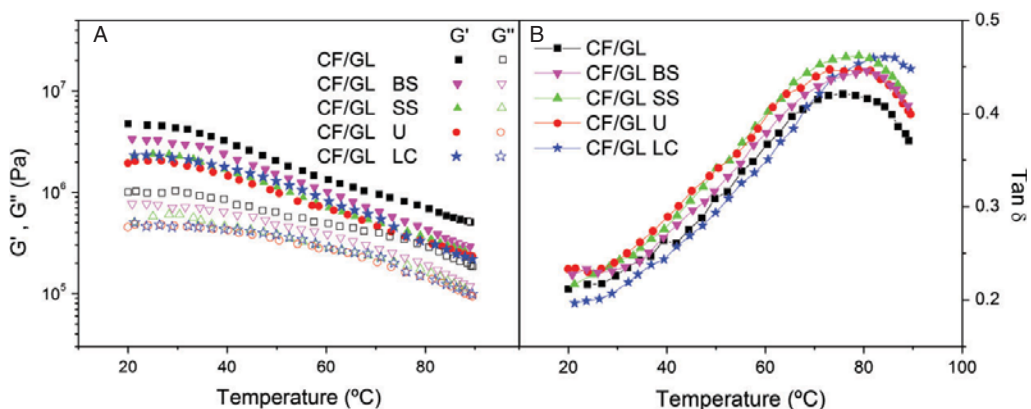 A
G' G"
CF/GL
CF/GL BS
CF/GL SS
CF/GL U
CF/GL LC
10⁷
10⁶
10⁵
G', G" (Pa)
20 40 60 80
Temperature (ºC)
B
CF/GL
CF/GL BS
CF/GL SS
CF/GL U
CF/GL LC
0.5
0.4
0.3
0.2
Tan δ
20 40 60 80 100
Temperature (ºC)